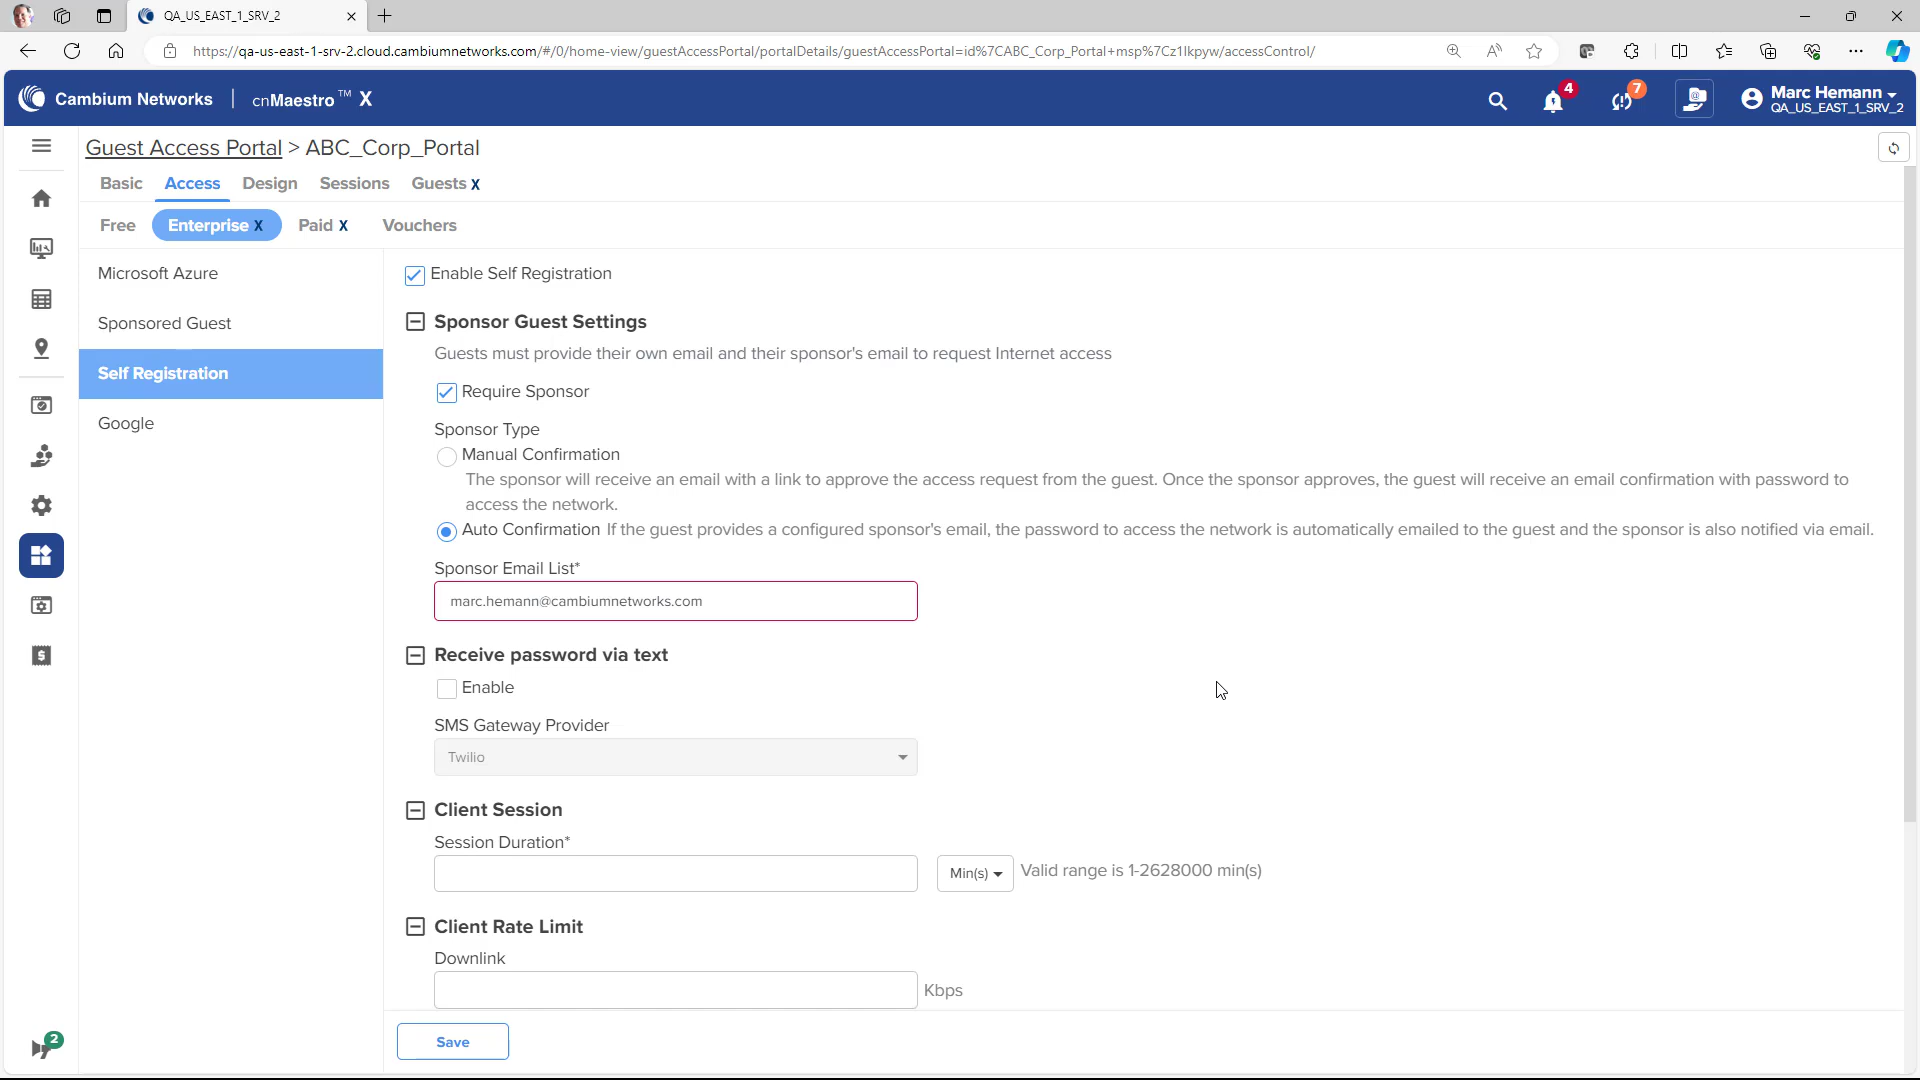 QA_US_EAST_1_SRV_2
https://qa-us-east-1-srv-2.cloud.cambiumnetworks.com/#/0/home-view/guestAccessPortal/portalDetails/guestAccessPortal=id%7CABC_Corp_Portal+msp%7Cz1lkpyw/accessControl/
Cambium Networks | cnMaestro™ X
4
7
Marc Hemann
QA_US_EAST_1_SRV_2
Guest Access Portal > ABC_Corp_Portal
Basic Access Design Sessions Guests X
Free Enterprise X Paid X Vouchers
Microsoft Azure
Sponsored Guest
Self Registration
Google
Enable Self Registration
Sponsor Guest Settings
Guests must provide their own email and their sponsor's email to request Internet access
Require Sponsor
Sponsor Type
Manual Confirmation
The sponsor will receive an email with a link to approve the access request from the guest. Once the sponsor approves, the guest will receive an email confirmation with password to
access the network.
Auto Confirmation If the guest provides a configured sponsor's email, the password to access the network is automatically emailed to the guest and the sponsor is also notified via email.
Sponsor Email List*
marc.hemann@cambiumnetworks.com
Receive password via text
Enable
SMS Gateway Provider
Twilio
Client Session
Session Duration*
Min(s) Valid range is 1-2628000 min(s)
Client Rate Limit
Downlink
Kbps
Save
2